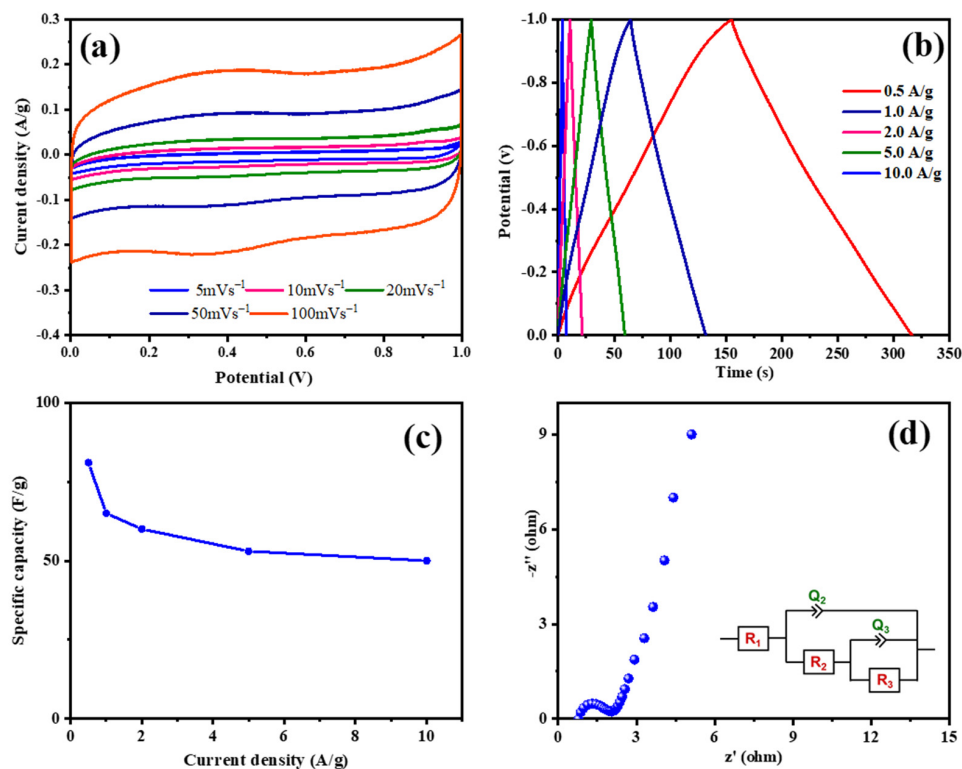 (a)
0.3
0.2
0.1
0.0
-0.1
-0.2
-0.3
-0.4
Curent density (A/g)
5mVs⁻¹ 10mVs⁻¹ 20mVs⁻¹
50mVs⁻¹ 100mVs⁻¹
0.0 0.2 0.4 0.6 0.8 1.0
Potential (V)
(b)
-1.0
-0.8
-0.6
-0.4
-0.2
0.0
Potential (v)
0.5 A/g
1.0 A/g
2.0 A/g
5.0 A/g
10.0 A/g
0 50 100 150 200 250 300 350
Time (s)
(c)
100
50
0
Specific capacity (F/g)
0 2 4 6 8 10
Current density (A/g)
(d)
9
6
3
0
-z'' (ohm)
Q₂
Q₃
R₁
R₂
R₃
0 3 6 9 12 15
z' (ohm)